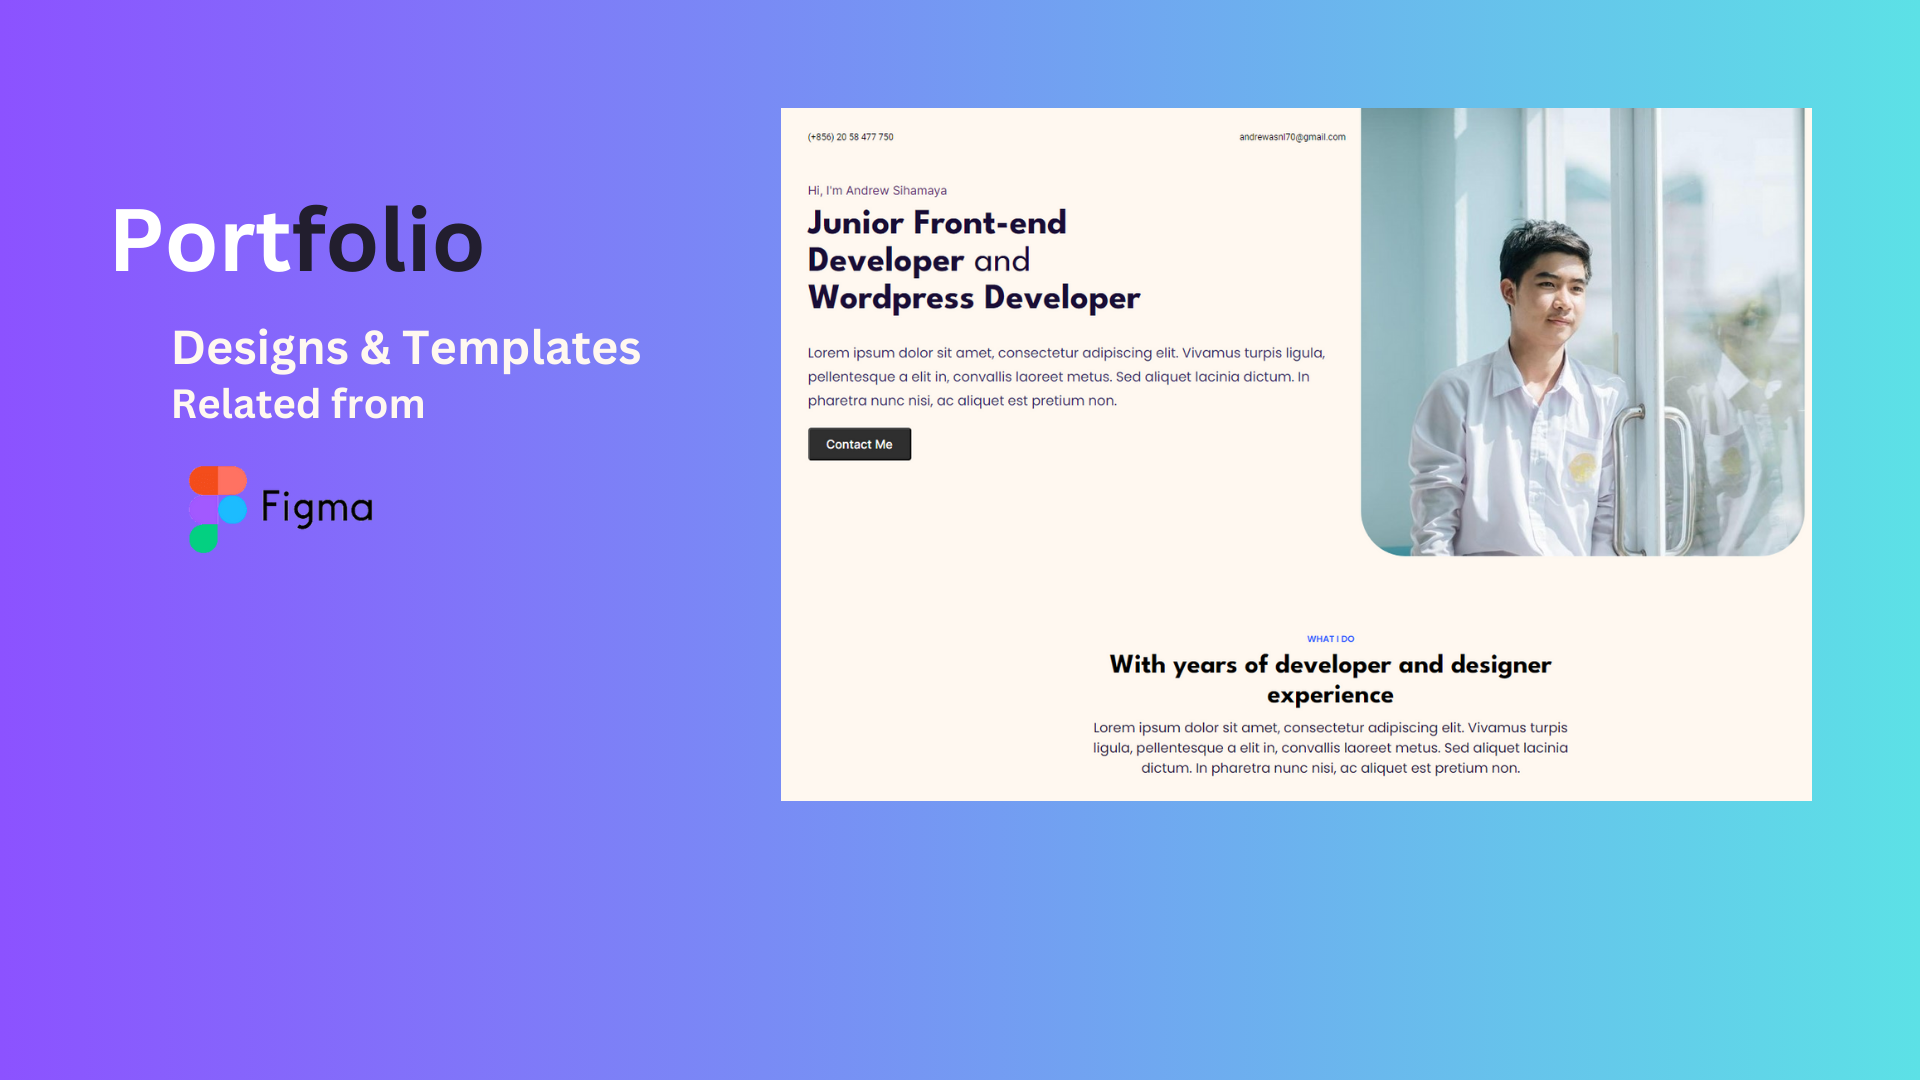 Portfolio
Designs & Templates
Related from
Figma
(+856) 20 58 477 750
andrewasnl70@gmail.com
Hi, I'm Andrew Sihamaya
Junior Front-end
Developer and
Wordpress Developer
Lorem ipsum dolor sit amet, consectetur adipiscing elit. Vivamus turpis ligula,
pellentesque a elit in, convallis laoreet metus. Sed aliquet lacinia dictum. In
pharetra nunc nisi, ac aliquet est pretium non.
Contact Me
WHAT I DO
With years of developer and designer
experience
Lorem ipsum dolor sit amet, consectetur adipiscing elit. Vivamus turpis
ligula, pellentesque a elit in, convallis laoreet metus. Sed aliquet lacinia
dictum. In pharetra nunc nisi, ac aliquet est pretium non.